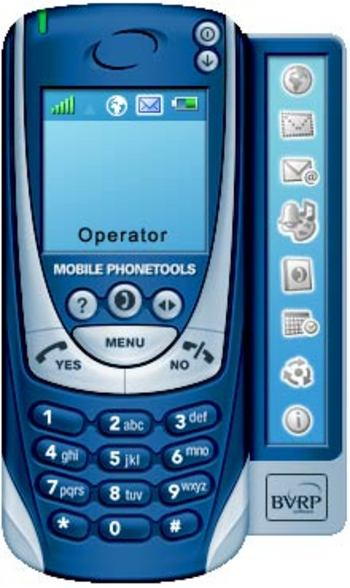 Operator
MOBILE PHONETOOLS
?
MENU
YES NO
1 2 abc 3 def
4 ghi 5 jkl 6 mno
7 pqrs 8 tuv 9 wxyz
* 0 #
@
i
BVRP
software